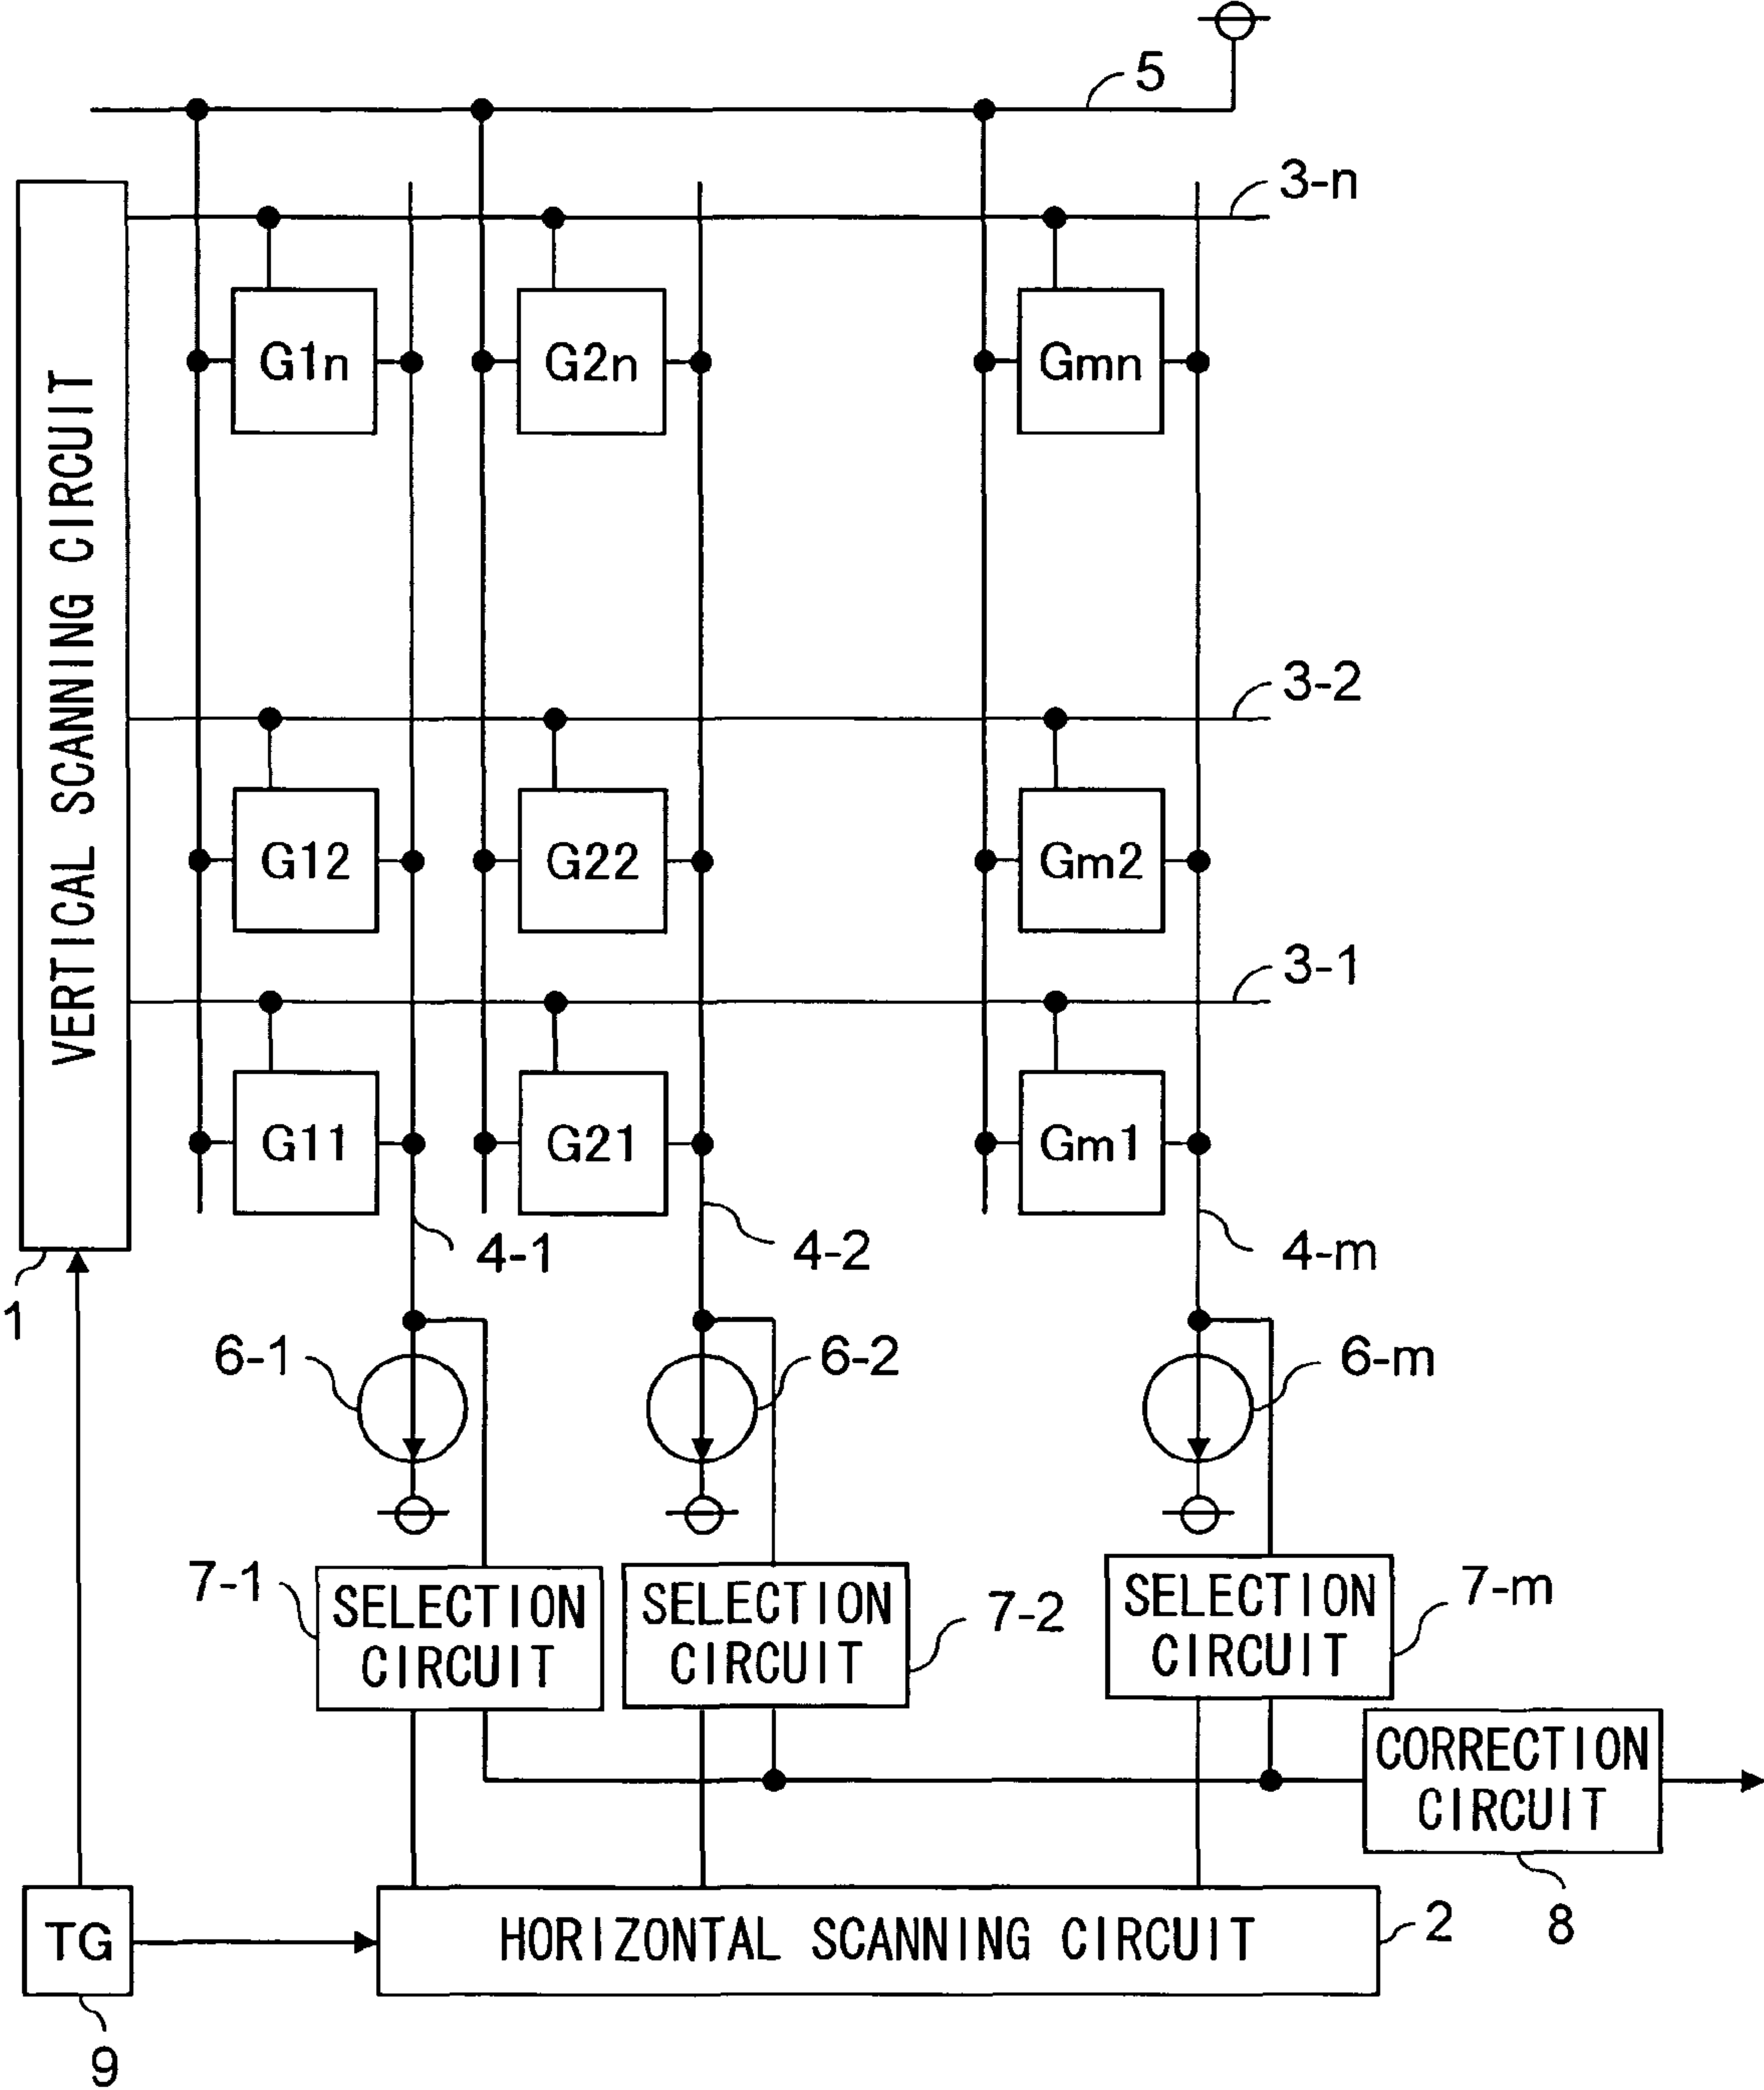 5
3-n
G1n
G2n
Gmn
VERTICAL SCANNING CIRCUIT
3-2
G12
G22
Gm2
3-1
G11
G21
Gm1
4-1
4-2
4-m
1
6-1
6-2
6-m
7-1
SELECTION
CIRCUIT
7-2
SELECTION
CIRCUIT
7-m
SELECTION
CIRCUIT
CORRECTION
CIRCUIT
8
TG
HORIZONTAL SCANNING CIRCUIT
2
9